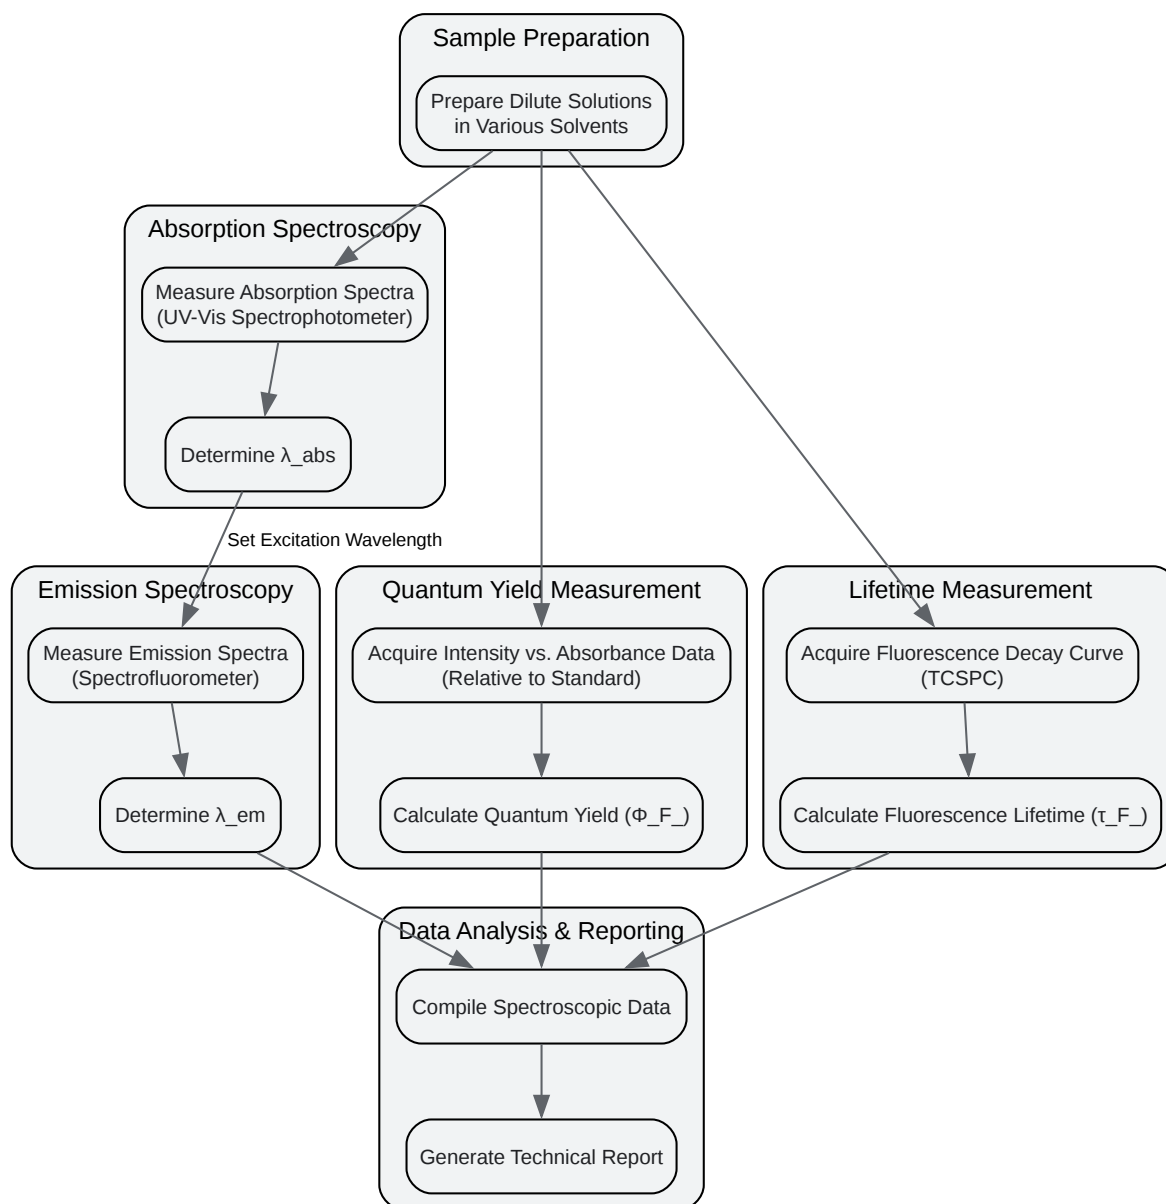 Sample Preparation
Prepare Dilute Solutions
in Various Solvents
Absorption Spectroscopy
Measure Absorption Spectra
(UV-Vis Spectrophotometer)
Determine λ_abs
Set Excitation Wavelength
Emission Spectroscopy
Measure Emission Spectra
(Spectrofluorometer)
Determine λ_em
Quantum Yield Measurement
Acquire Intensity vs. Absorbance Data
(Relative to Standard)
Calculate Quantum Yield (Φ_F_)
Lifetime Measurement
Acquire Fluorescence Decay Curve
(TCSPC)
Calculate Fluorescence Lifetime (τ_F_)
Data Analysis & Reporting
Compile Spectroscopic Data
Generate Technical Report